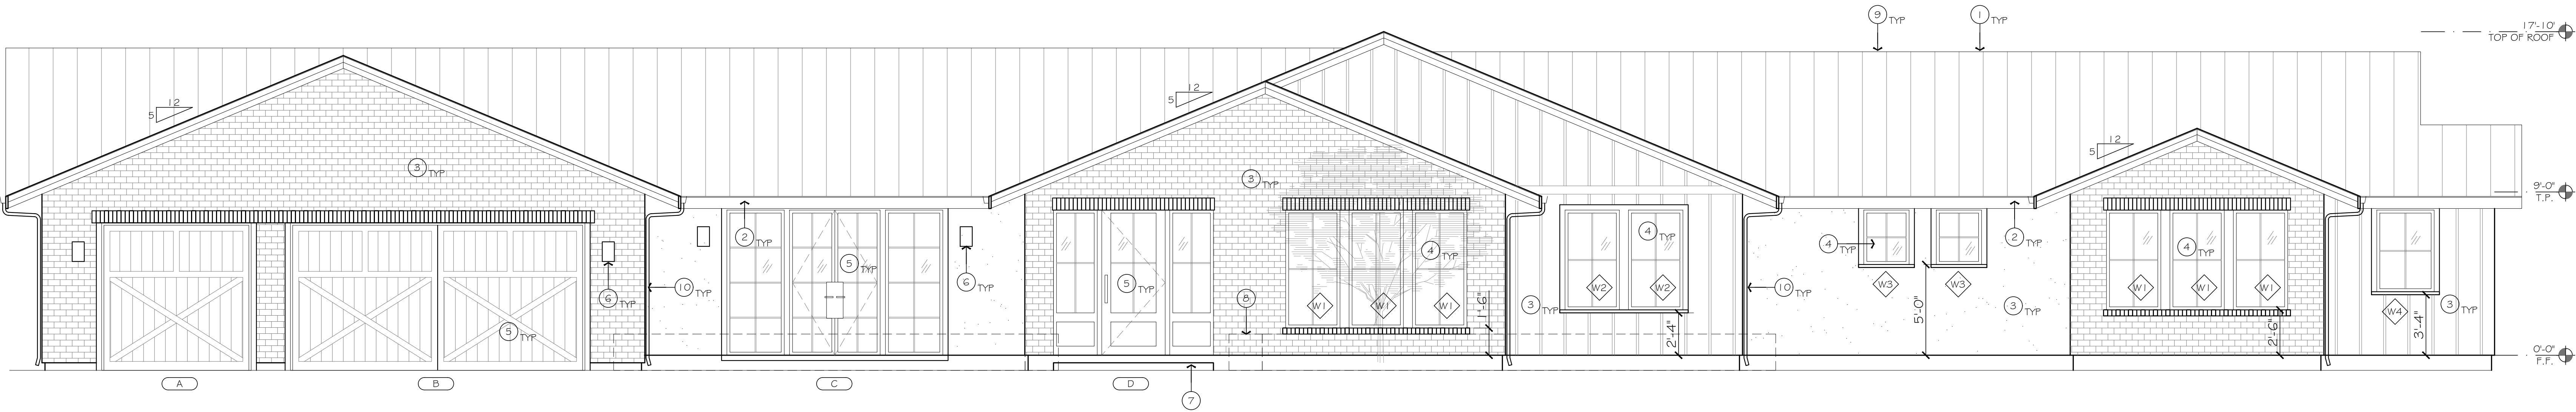 9 TYP
1 TYP
17'-10"
TOP OF ROOF
12
5
12
5
12
5
3 TYP
3 TYP
9'-0"
T.P.
2 TYP
5 TYP
6 TYP
6 TYP
10 TYP
5 TYP
5 TYP
8
4 TYP
W1
W1
W1
1'-6"
3 TYP
4 TYP
W2
W2
2'-4"
10 TYP
4 TYP
2 TYP
W3
W3
5'-0"
3 TYP
4 TYP
W1
W1
W1
2'-6"
W4
3'-4"
3 TYP
0'-0"
F.F.
A
B
C
D
7